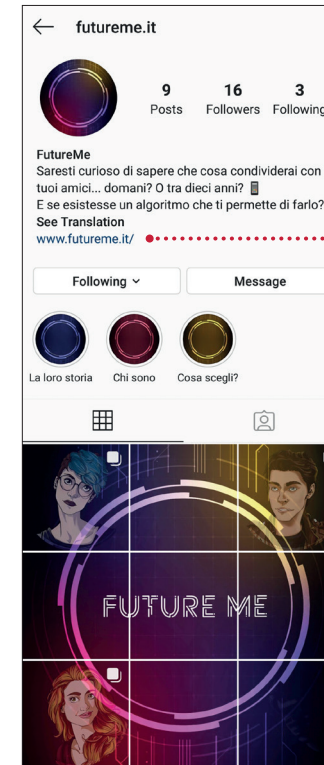 futureme.it
9 16 3
Posts Followers Following
FutureMe
Saresti curioso di sapere che cosa condividerai con
tuoi amici... domani? O tra dieci anni?
E se esistesse un algoritmo che ti permette di farlo?
See Translation
www.futureme.it/
Following Message
La loro storia Chi sono Cosa scegli?
FUTURE ME